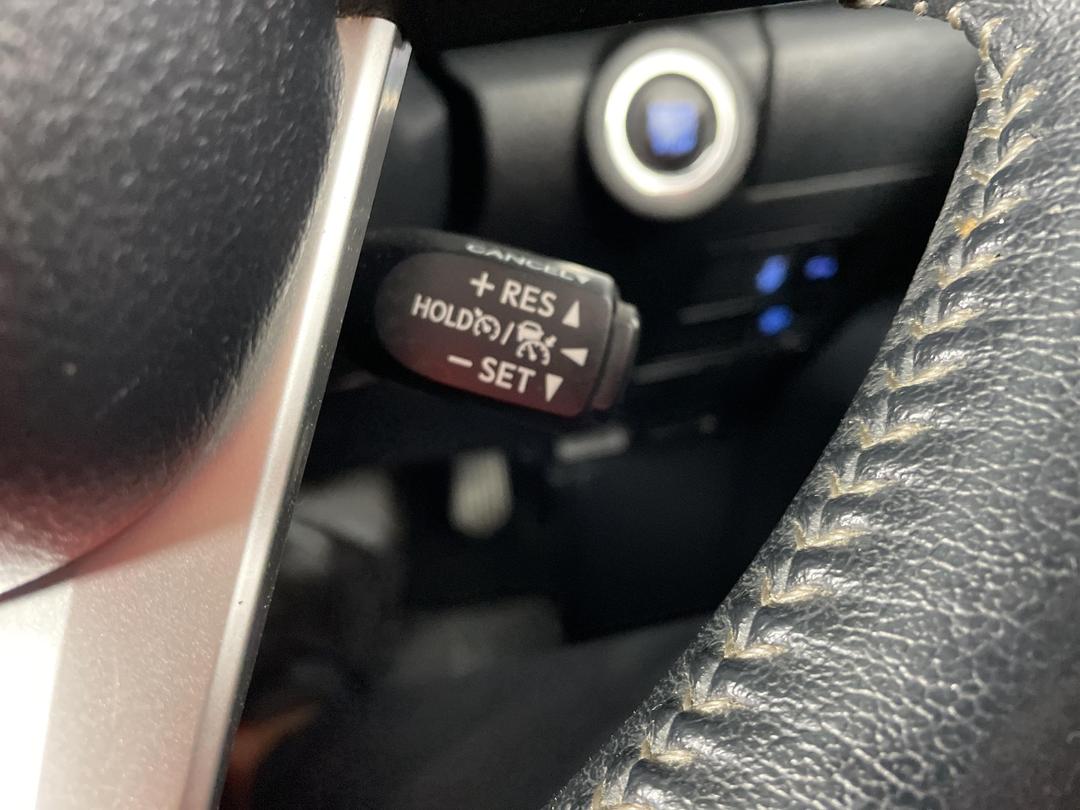 CANCEL
+ RES ▲
HOLD / ◀
− SET ▼